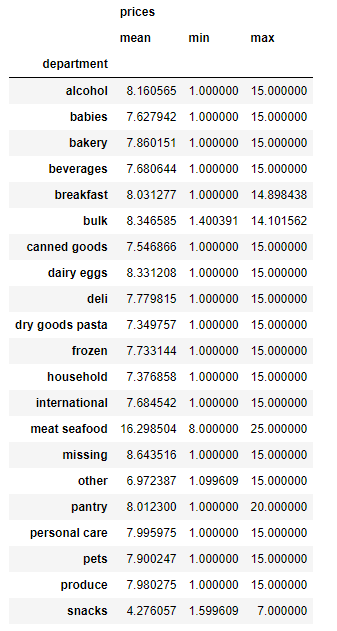 prices
mean min max
department
alcohol 8.160565 1.000000 15.000000
babies 7.627942 1.000000 15.000000
bakery 7.860151 1.000000 15.000000
beverages 7.680644 1.000000 15.000000
breakfast 8.031277 1.000000 14.898438
bulk 8.346585 1.400391 14.101562
canned goods 7.546866 1.000000 15.000000
dairy eggs 8.331208 1.000000 15.000000
deli 7.779815 1.000000 15.000000
dry goods pasta 7.349757 1.000000 15.000000
frozen 7.733144 1.000000 15.000000
household 7.376858 1.000000 15.000000
international 7.684542 1.000000 15.000000
meat seafood 16.298504 8.000000 25.000000
missing 8.643516 1.000000 15.000000
other 6.972387 1.099609 15.000000
pantry 8.012300 1.000000 20.000000
personal care 7.995975 1.000000 15.000000
pets 7.900247 1.000000 15.000000
produce 7.980275 1.000000 15.000000
snacks 4.276057 1.599609 7.000000